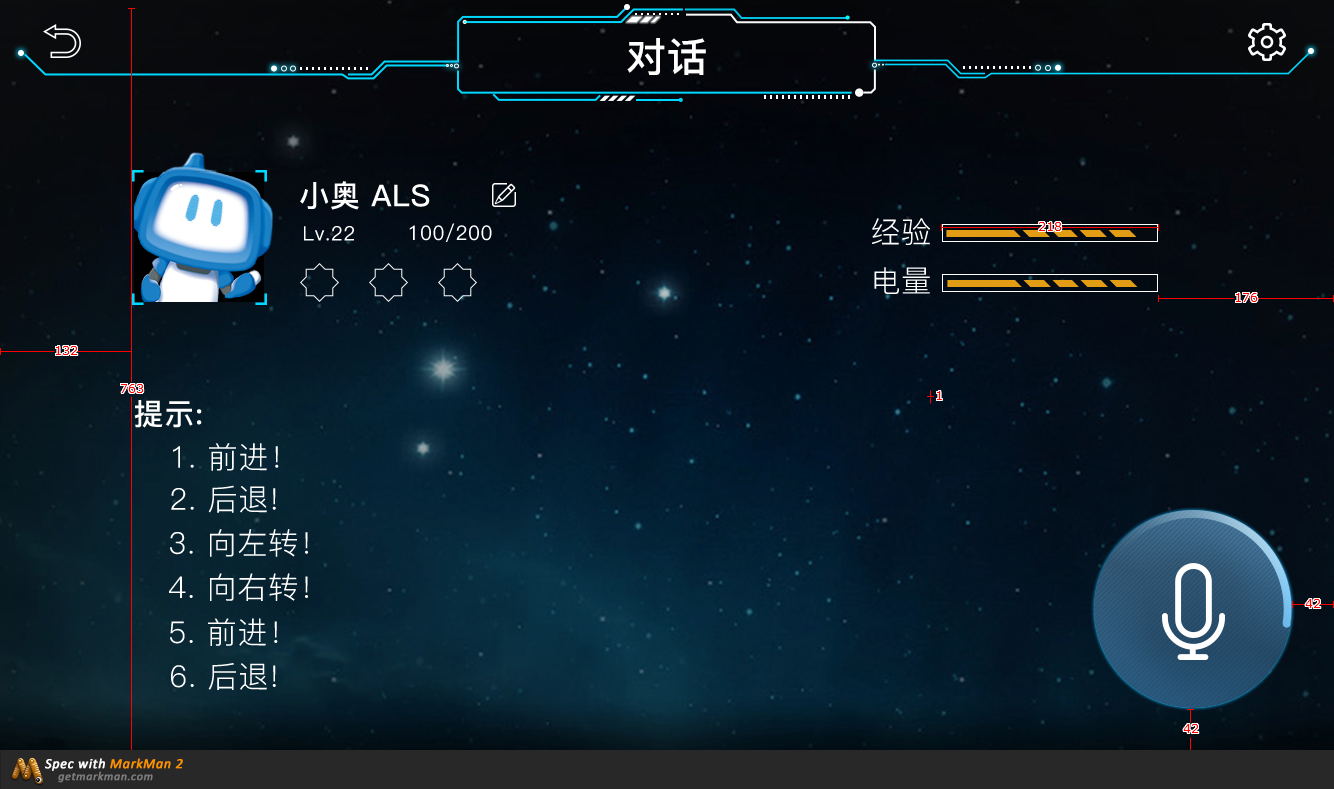 对话
小奥 ALS
Lv.22 100/200
经验 218
电量
176
132
763
1
提示:
1. 前进!
2. 后退!
3. 向左转!
4. 向右转!
5. 前进!
6. 后退!
42
42
Spec with MarkMan 2
getmarkman.com